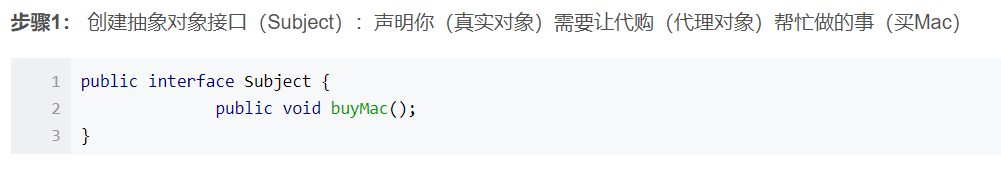 步骤1： 创建抽象对象接口（Subject）：声明你（真实对象）需要让代购（代理对象）帮忙做的事（买Mac）
1 public interface Subject {
2 public void buyMac();
3 }